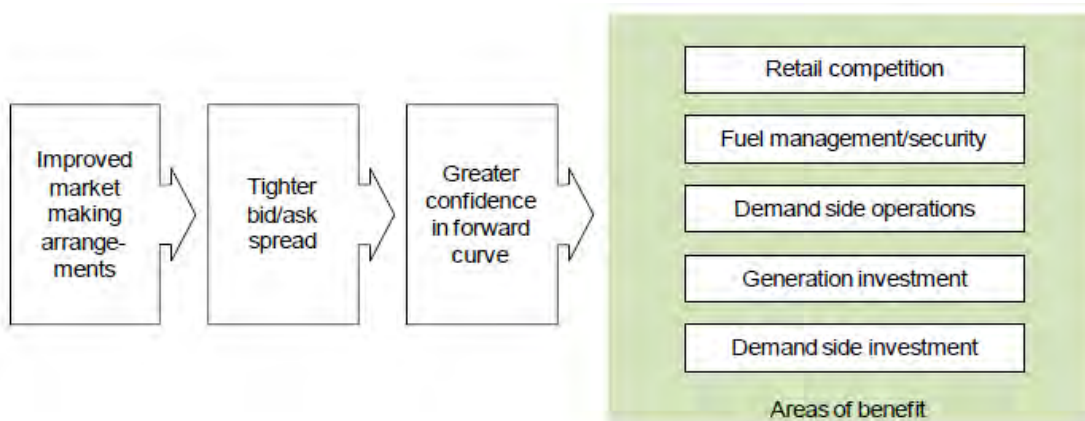 Improved
market
making
arrange-
ments
Tighter
bid/ask
spread
Greater
confidence
in forward
curve
Retail competition
Fuel management/security
Demand side operations
Generation investment
Demand side investment
Areas of benefit